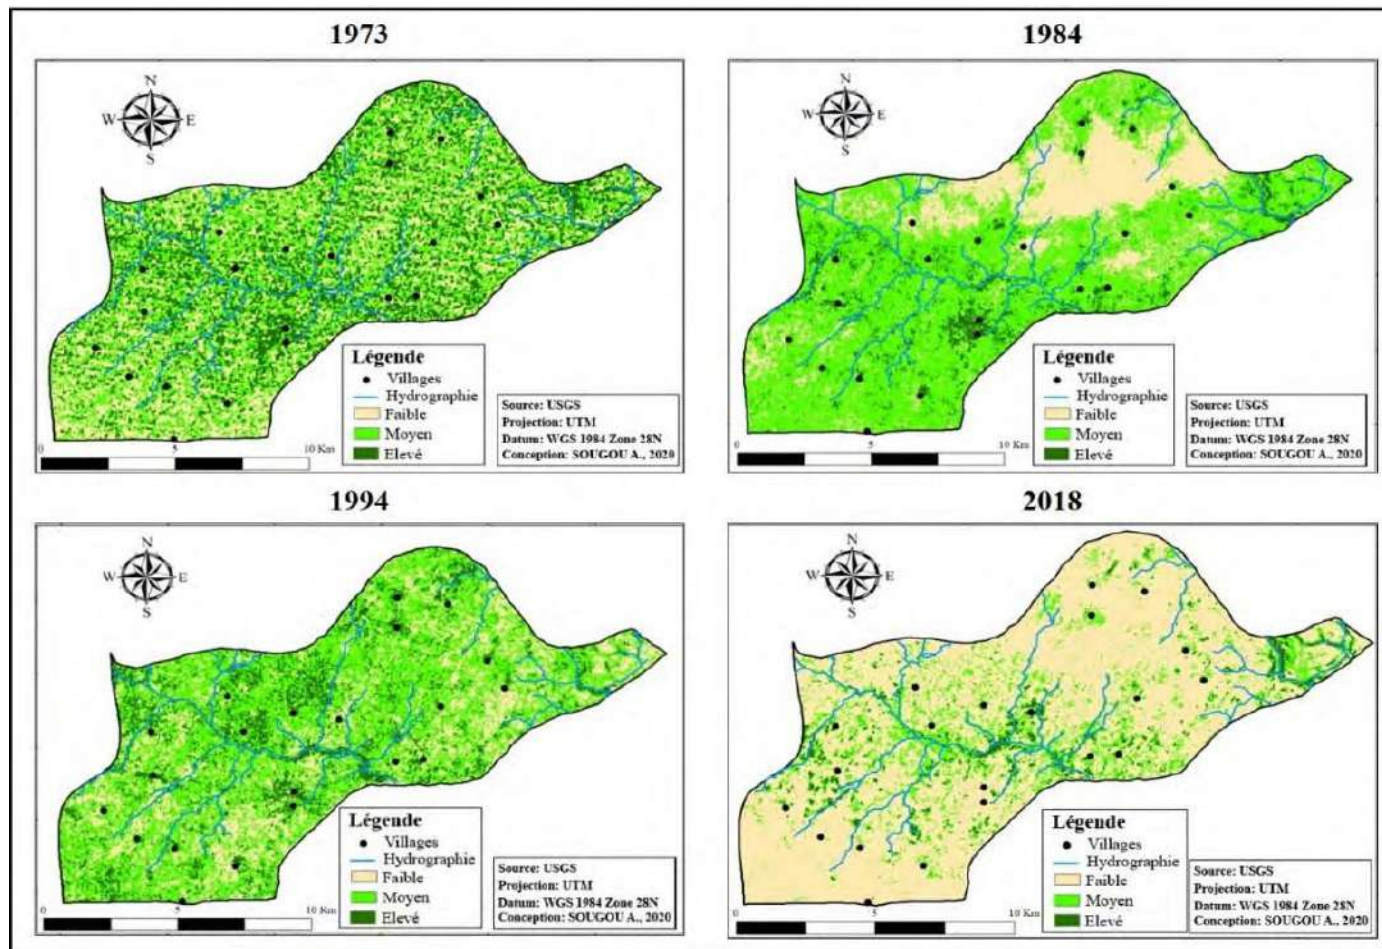 1973
N
W E
S
Légende
Villages
Hydrographie
Faible
Moyen
Elevé
Source: USGS
Projection: UTM
Datum: WGS 1984 Zone 28N
Conception: SOUGOU A., 2020
0 5 10 Km
1984
N
W E
S
Légende
Villages
Hydrographie
Faible
Moyen
Elevé
Source: USGS
Projection: UTM
Datum: WGS 1984 Zone 28N
Conception: SOUGOU A., 2020
0 5 10 Km
1994
N
W E
S
Légende
Villages
Hydrographie
Faible
Moyen
Elevé
Source: USGS
Projection: UTM
Datum: WGS 1984 Zone 28N
Conception: SOUGOU A., 2020
0 5 10 Km
2018
N
W E
S
Légende
Villages
Hydrographie
Faible
Moyen
Elevé
Source: USGS
Projection: UTM
Datum: WGS 1984 Zone 28N
Conception: SOUGOU A., 2020
0 5 10 Km